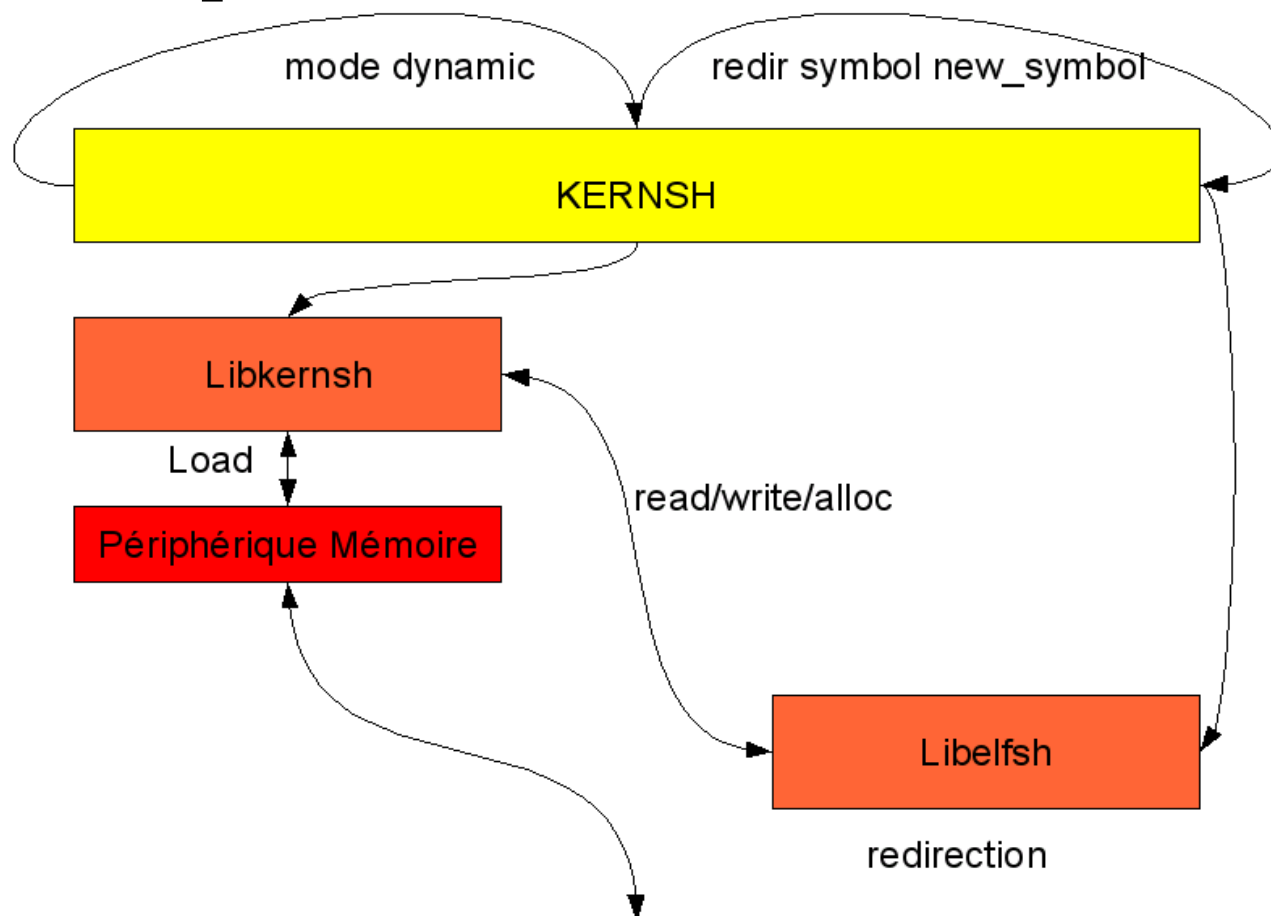 mode dynamic
redir symbol new_symbol
KERNSH
Libkernsh
Load
read/write/alloc
Périphérique Mémoire
Libelfsh
redirection